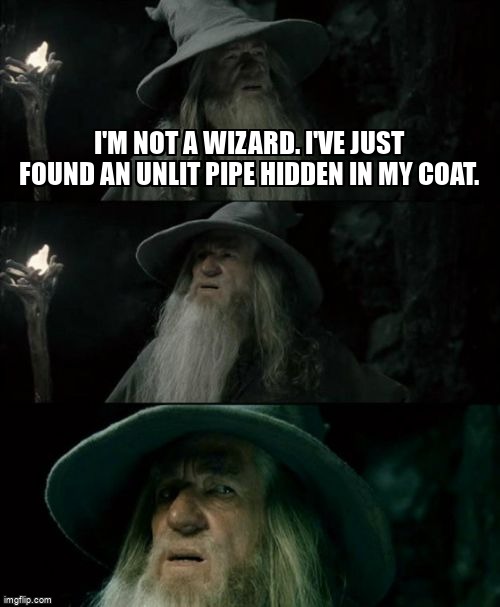 I'M NOT A WIZARD. I'VE JUST
FOUND AN UNLIT PIPE HIDDEN IN MY COAT.
imgflip.com